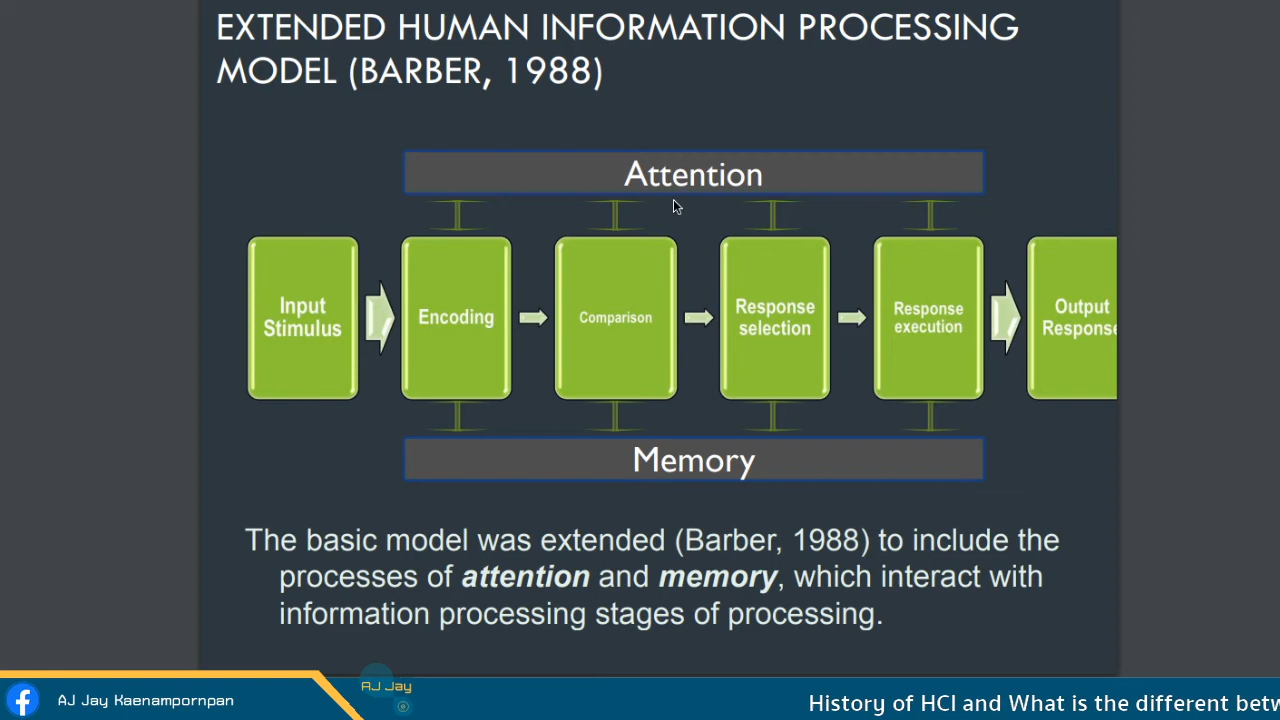 EXTENDED HUMAN INFORMATION PROCESSING
MODEL (BARBER, 1988)
Attention
Input
Stimulus
Encoding
Comparison
Response
selection
Response
execution
Output
Response
Memory
The basic model was extended (Barber, 1988) to include the
processes of attention and memory, which interact with
information processing stages of processing.
AJ Jay Kaenampornpan
AJ Jay
History of HCI and What is the different betw